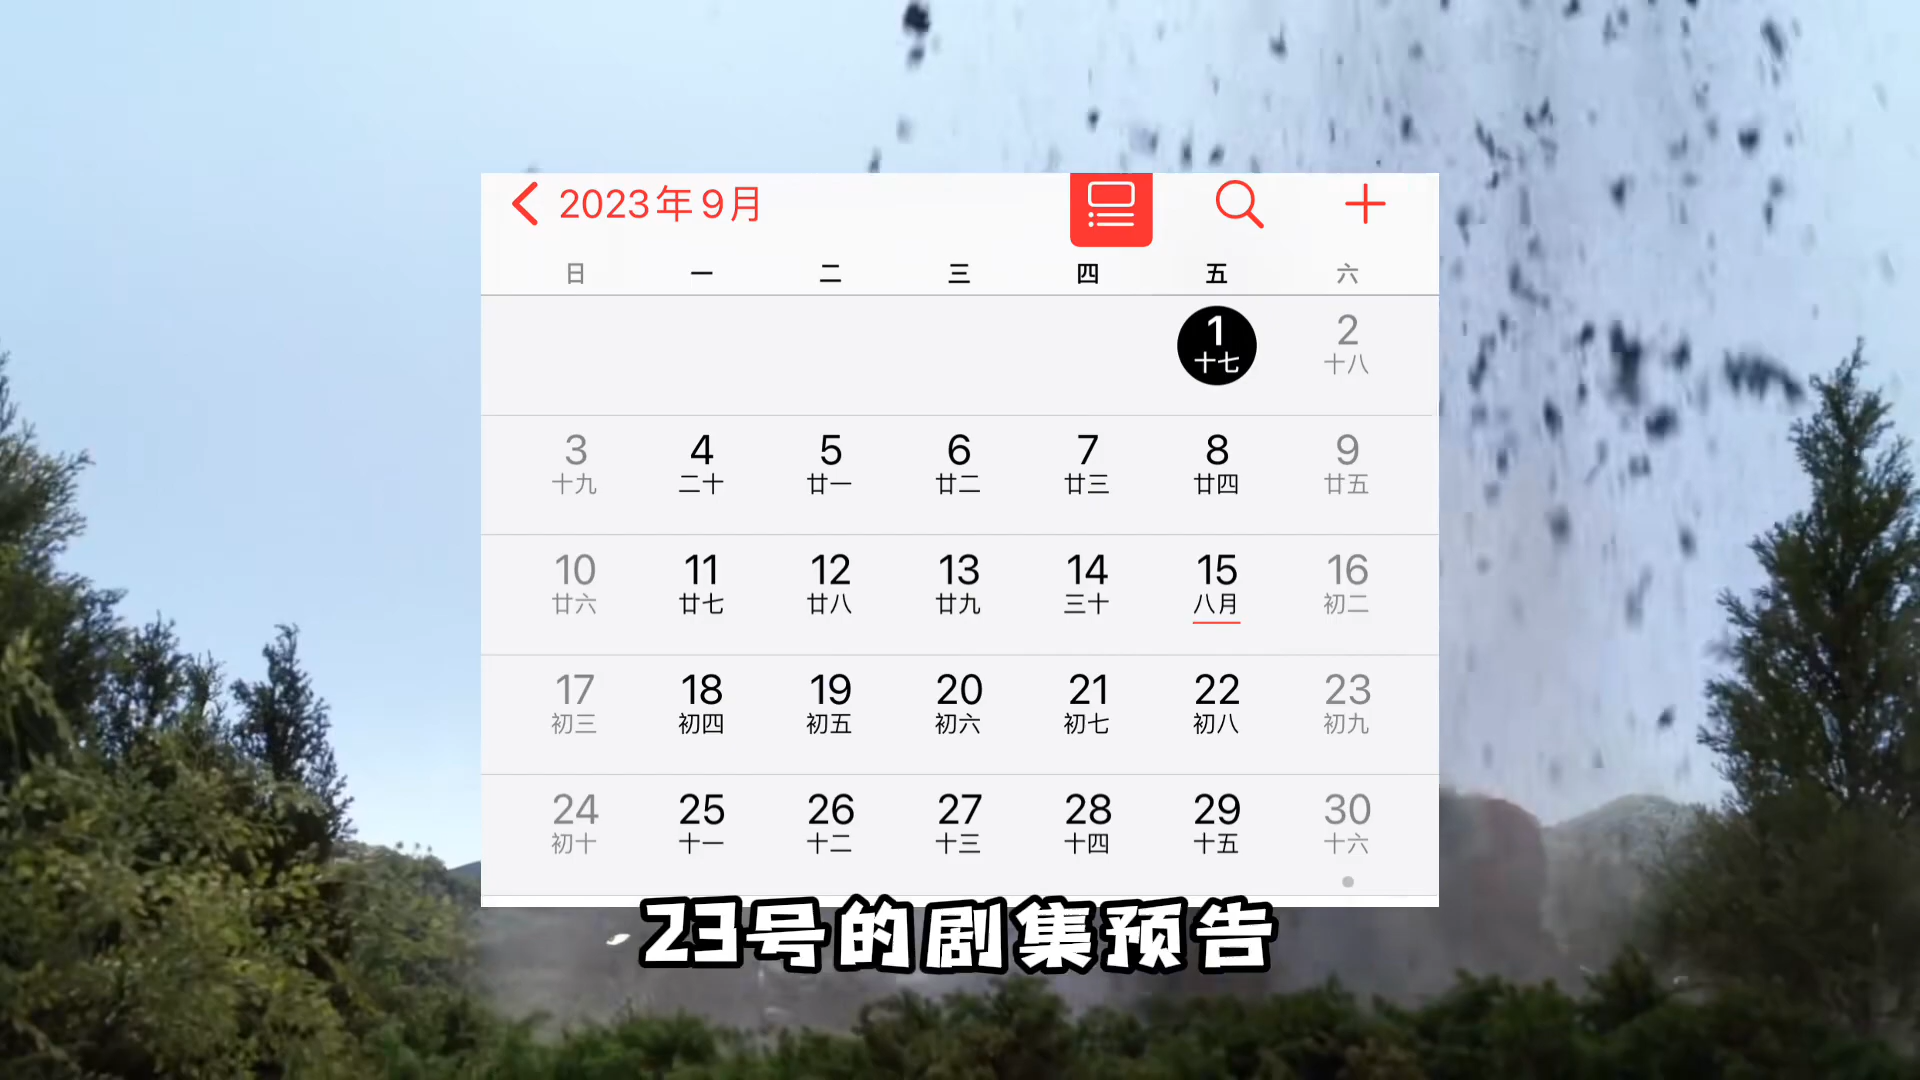 2023年9月
日 一 二 三 四 五 六
1 2
十七 十八
3 4 5 6 7 8 9
十九 二十 廿一 廿二 廿三 廿四 廿五
10 11 12 13 14 15 16
廿六 廿七 廿八 廿九 三十 八月 初二
17 18 19 20 21 22 23
初三 初四 初五 初六 初七 初八 初九
24 25 26 27 28 29 30
初十 十一 十二 十三 十四 十五 十六
23号的剧集预告